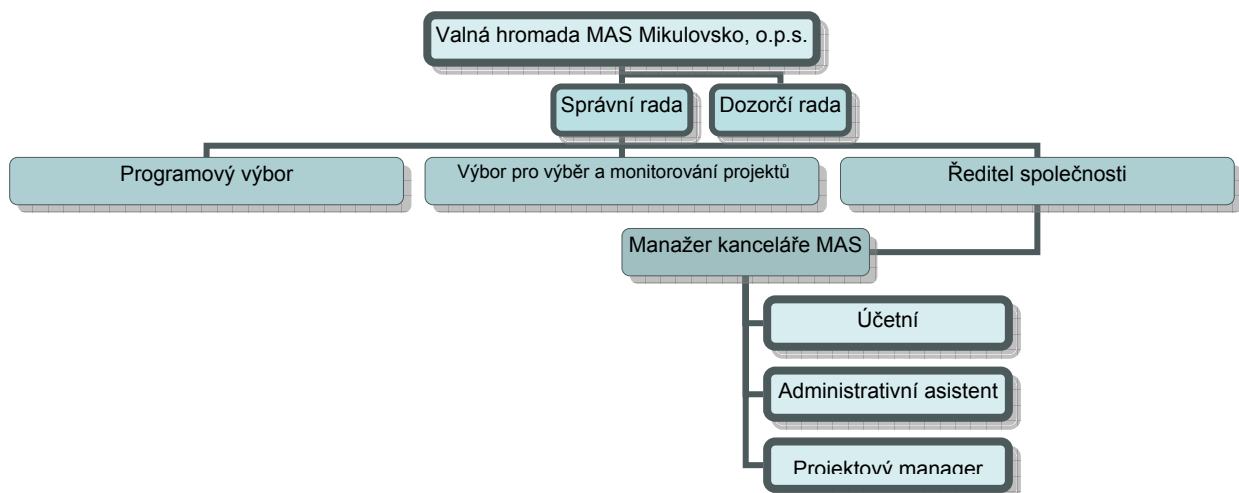 Valná hromada MAS Mikulovsko, o.p.s.
Správní rada
Dozorčí rada
Programový výbor
Výbor pro výběr a monitorování projektů
Ředitel společnosti
Manažer kanceláře MAS
Účetní
Administrativní asistent
Projektový manager